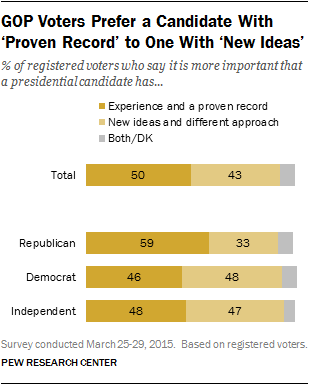 GOP Voters Prefer a Candidate With
‘Proven Record’ to One With ‘New Ideas’
% of registered voters who say it is more important that
a presidential candidate has...
Experience and a proven record
New ideas and different approach
Both/DK
Total 50 43
Republican 59 33
Democrat 46 48
Independent 48 47
Survey conducted March 25-29, 2015. Based on registered voters.
PEW RESEARCH CENTER